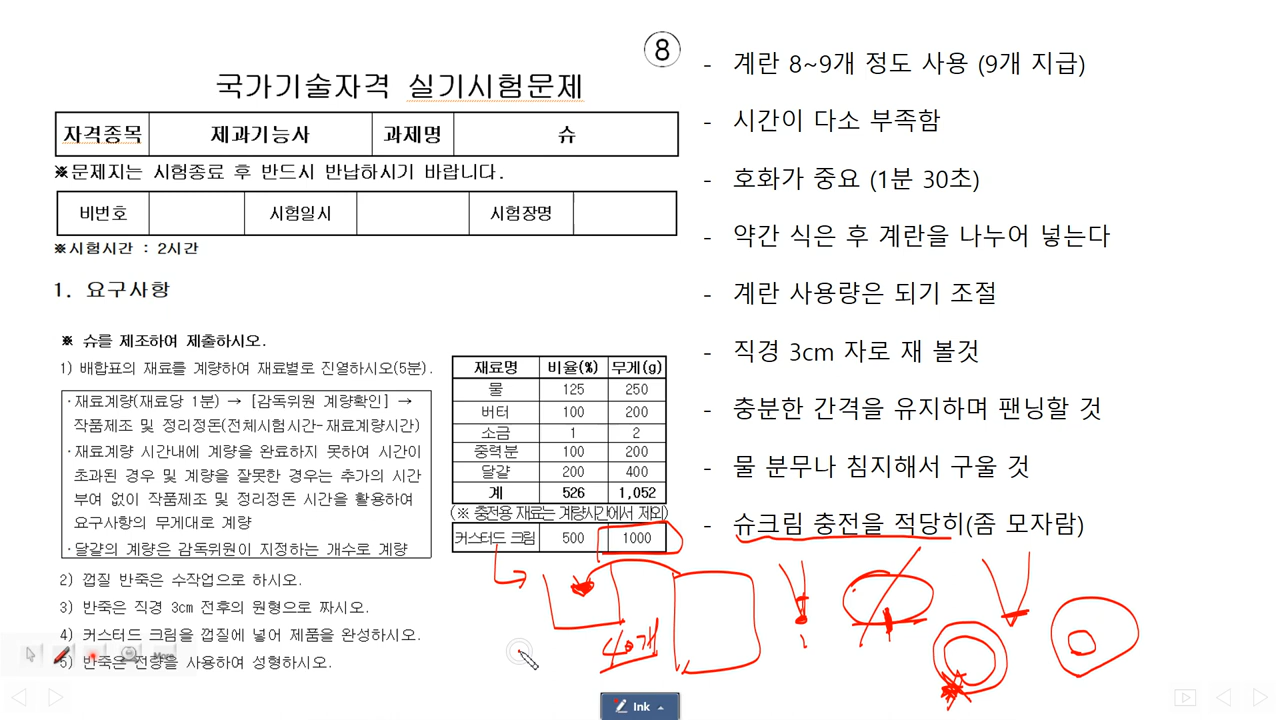 ⑧
국가기술자격 실기시험문제
자격종목 제과기능사 과제명 슈
※문제지는 시험종료 후 반드시 반납하시기 바랍니다.
비번호 시험일시 시험장명
※시험시간 : 2시간
1. 요구사항
※ 슈를 제조하여 제출하시오.
1) 배합표의 재료를 계량하여 재료별로 진열하시오(5분).
·재료계량(재료당 1분) → [감독위원 계량확인] →
작품제조 및 정리정돈(전체시험시간-재료계량시간)
·재료계량 시간내에 계량을 완료하지 못하여 시간이
초과된 경우 및 계량을 잘못한 경우는 추가의 시간
부여 없이 작품제조 및 정리정돈 시간을 활용하여
요구사항의 무게대로 계량
·달걀의 계량은 감독위원이 지정하는 개수로 계량
2) 껍질 반죽은 수작업으로 하시오.
3) 반죽은 직경 3cm 전후의 원형으로 짜시오.
4) 커스터드 크림을 껍질에 넣어 제품을 완성하시오.
5) 반죽은 전량을 사용하여 성형하시오.
재료명 비율(%) 무게(g)
물 125 250
버터 100 200
소금 1 2
중력분 100 200
달걀 200 400
계 526 1,052
(※ 충전용 재료는 계량시간에서 제외)
커스터드 크림 500 1000
40개
- 계란 8~9개 정도 사용 (9개 지급)
- 시간이 다소 부족함
- 호화가 중요 (1분 30초)
- 약간 식은 후 계란을 나누어 넣는다
- 계란 사용량은 되기 조절
- 직경 3cm 자로 재 볼것
- 충분한 간격을 유지하며 팬닝할 것
- 물 분무나 침지해서 구울 것
- 슈크림 충전을 적당히(좀 모자람)
Ink